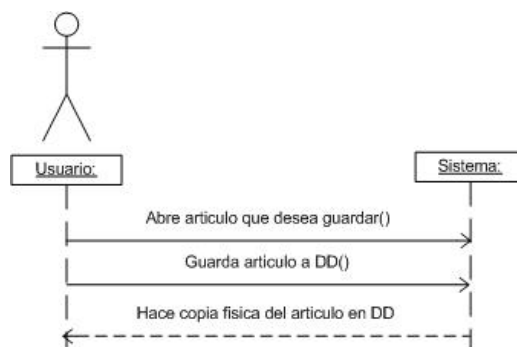 Usuario:
Sistema:
Abre articulo que desea guardar()
Guarda articulo a DD()
Hace copia fisica del articulo en DD